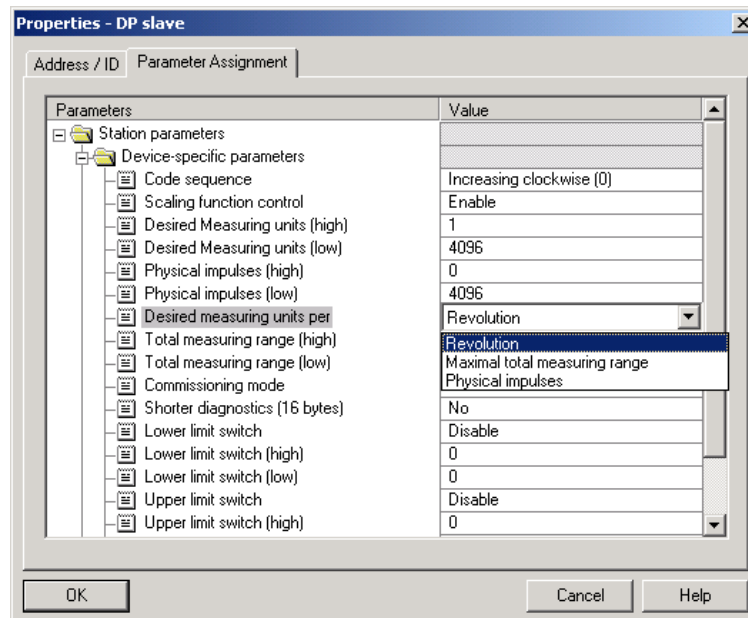 Properties - DP slave
Address / ID
Parameter Assignment
Parameters Value
Station parameters
Device-specific parameters
Code sequence Increasing clockwise (0)
Scaling function control Enable
Desired Measuring units (high) 1
Desired Measuring units (low) 4096
Physical impulses (high) 0
Physical impulses (low) 4096
Desired measuring units per Revolution
Total measuring range (high) Revolution
Total measuring range (low) Maximal total measuring range
Commissioning mode Physical impulses
Shorter diagnostics (16 bytes) No
Lower limit switch Disable
Lower limit switch (high) 0
Lower limit switch (low) 0
Upper limit switch Disable
Upper limit switch (high) 0
OK Cancel Help